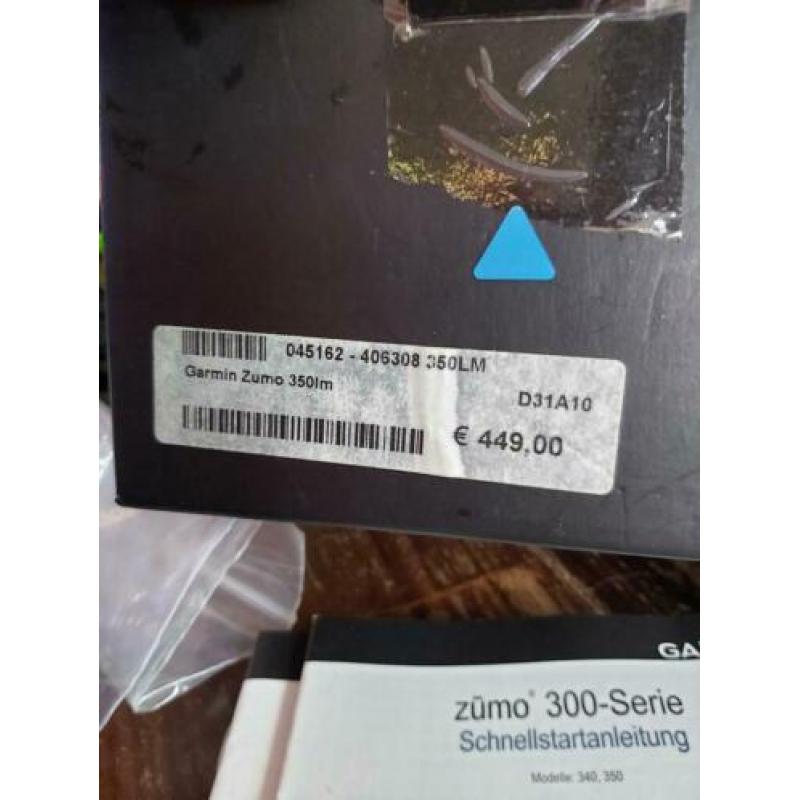 045162 - 406308 350LM
Garmin Zumo 350lm
D31A10
€ 449.00
GA
zūmo® 300-Serie
Schnellstartanleitung
Modelle: 340, 350